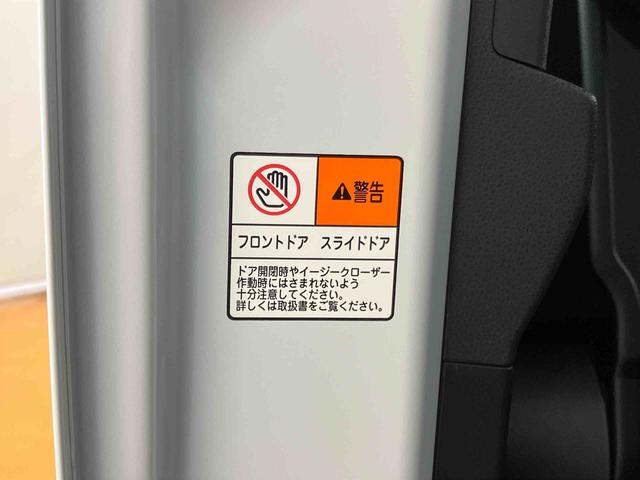 ⚠警告
フロントドア スライドドア
ドア開閉時やイージークローザー
作動時にはさまれないよう
十分注意してください。
詳しくは取扱書をご覧ください。